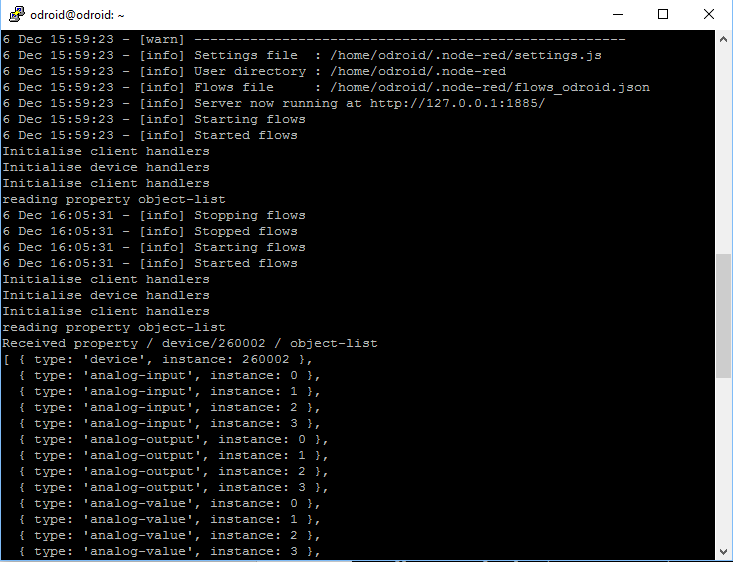 odroid@odroid: ~
6 Dec 15:59:23 - [warn] ------------------------------------------------------
6 Dec 15:59:23 - [info] Settings file  : /home/odroid/.node-red/settings.js
6 Dec 15:59:23 - [info] User directory : /home/odroid/.node-red
6 Dec 15:59:23 - [info] Flows file     : /home/odroid/.node-red/flows_odroid.json
6 Dec 15:59:23 - [info] Server now running at http://127.0.0.1:1885/
6 Dec 15:59:23 - [info] Starting flows
6 Dec 15:59:23 - [info] Started flows
Initialise client handlers
Initialise device handlers
Initialise client handlers
reading property object-list
6 Dec 16:05:31 - [info] Stopping flows
6 Dec 16:05:31 - [info] Stopped flows
6 Dec 16:05:31 - [info] Starting flows
6 Dec 16:05:31 - [info] Started flows
Initialise client handlers
Initialise device handlers
Initialise client handlers
reading property object-list
Received property / device/260002 / object-list
[ { type: 'device', instance: 260002 },
  { type: 'analog-input', instance: 0 },
  { type: 'analog-input', instance: 1 },
  { type: 'analog-input', instance: 2 },
  { type: 'analog-input', instance: 3 },
  { type: 'analog-output', instance: 0 },
  { type: 'analog-output', instance: 1 },
  { type: 'analog-output', instance: 2 },
  { type: 'analog-output', instance: 3 },
  { type: 'analog-value', instance: 0 },
  { type: 'analog-value', instance: 1 },
  { type: 'analog-value', instance: 2 },
  { type: 'analog-value', instance: 3 },